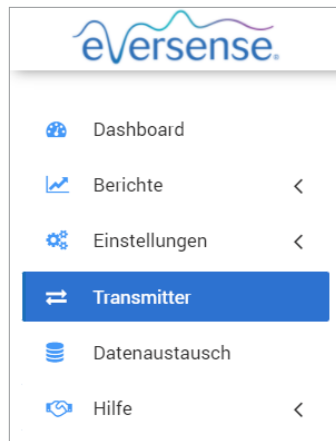 eversense.
Dashboard
Berichte
Einstellungen
Transmitter
Datenaustausch
Hilfe